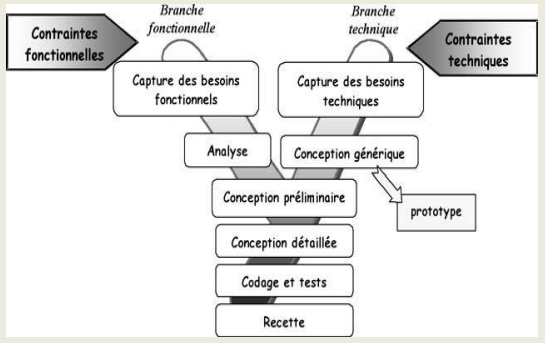 Branche
fonctionnelle
Branche
technique
Contraintes
fonctionnelles
Contraintes
techniques
Capture des besoins
fonctionnels
Capture des besoins
techniques
Analyse
Conception générique
Conception préliminaire
prototype
Conception détaillée
Codage et tests
Recette